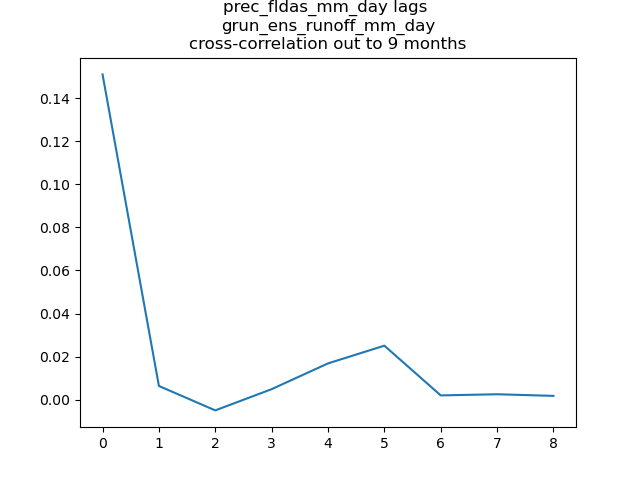 prec_fldas_mm_day lags
grun_ens_runoff_mm_day
cross-correlation out to 9 months
0.14
0.12
0.10
0.08
0.06
0.04
0.02
0.00
0 1 2 3 4 5 6 7 8